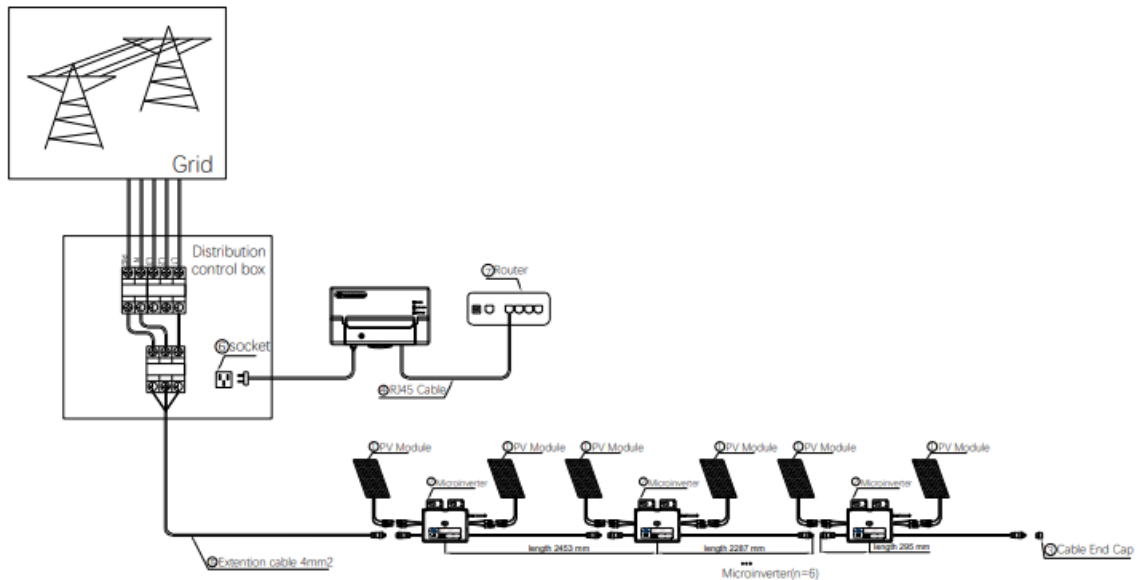 Grid
Distribution
control box
N
⑦Router
⑥socket
RJ45 Cable
PV Module
PV Module
PV Module
PV Module
PV Module
PV Module
Microinverter
Microinverter
Microinverter
length 2453 mm
length 2287 mm
length 295 mm
Extention cable 4mm2
Cable End Cap
...
Microinverter(n=6)